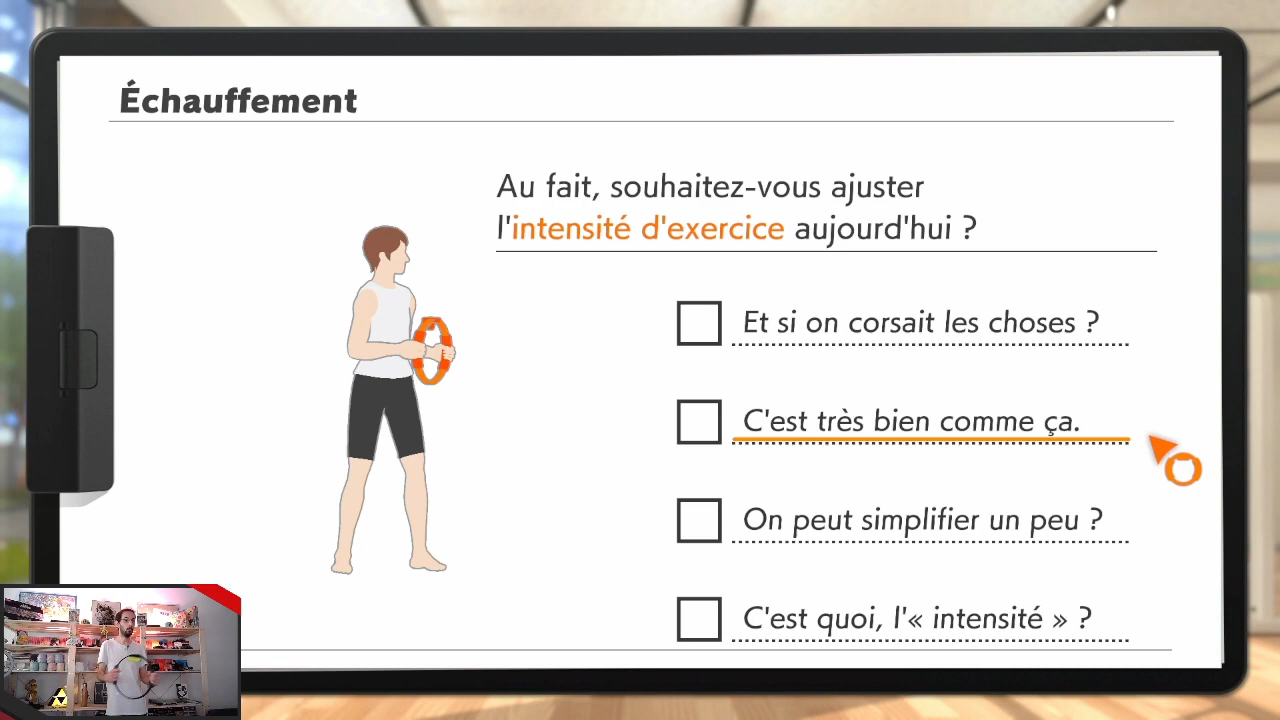 Échauffement
Au fait, souhaitez-vous ajuster
l'intensité d'exercice aujourd'hui ?
Et si on corsait les choses ?
C'est très bien comme ça.
On peut simplifier un peu ?
C'est quoi, l'« intensité » ?